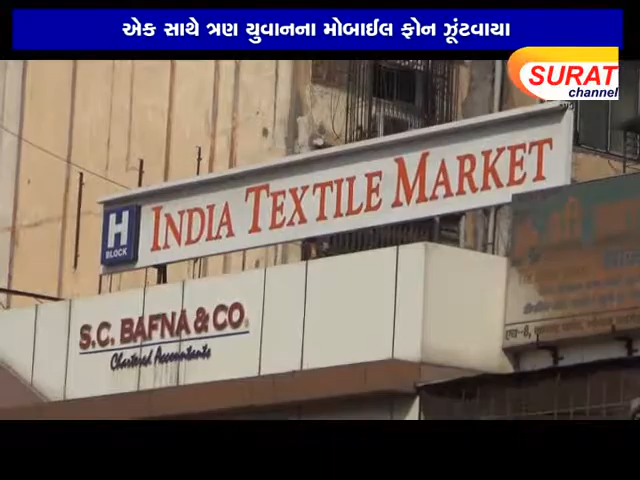 એક સાથે ત્રણ યુવાનના મોબાઈલ ફોન ઝૂંટવાયા
SURAT
channel
H
BLOCK
INDIA TEXTILE MARKET
S.C. BAFNA & CO.
Chartered Accountants